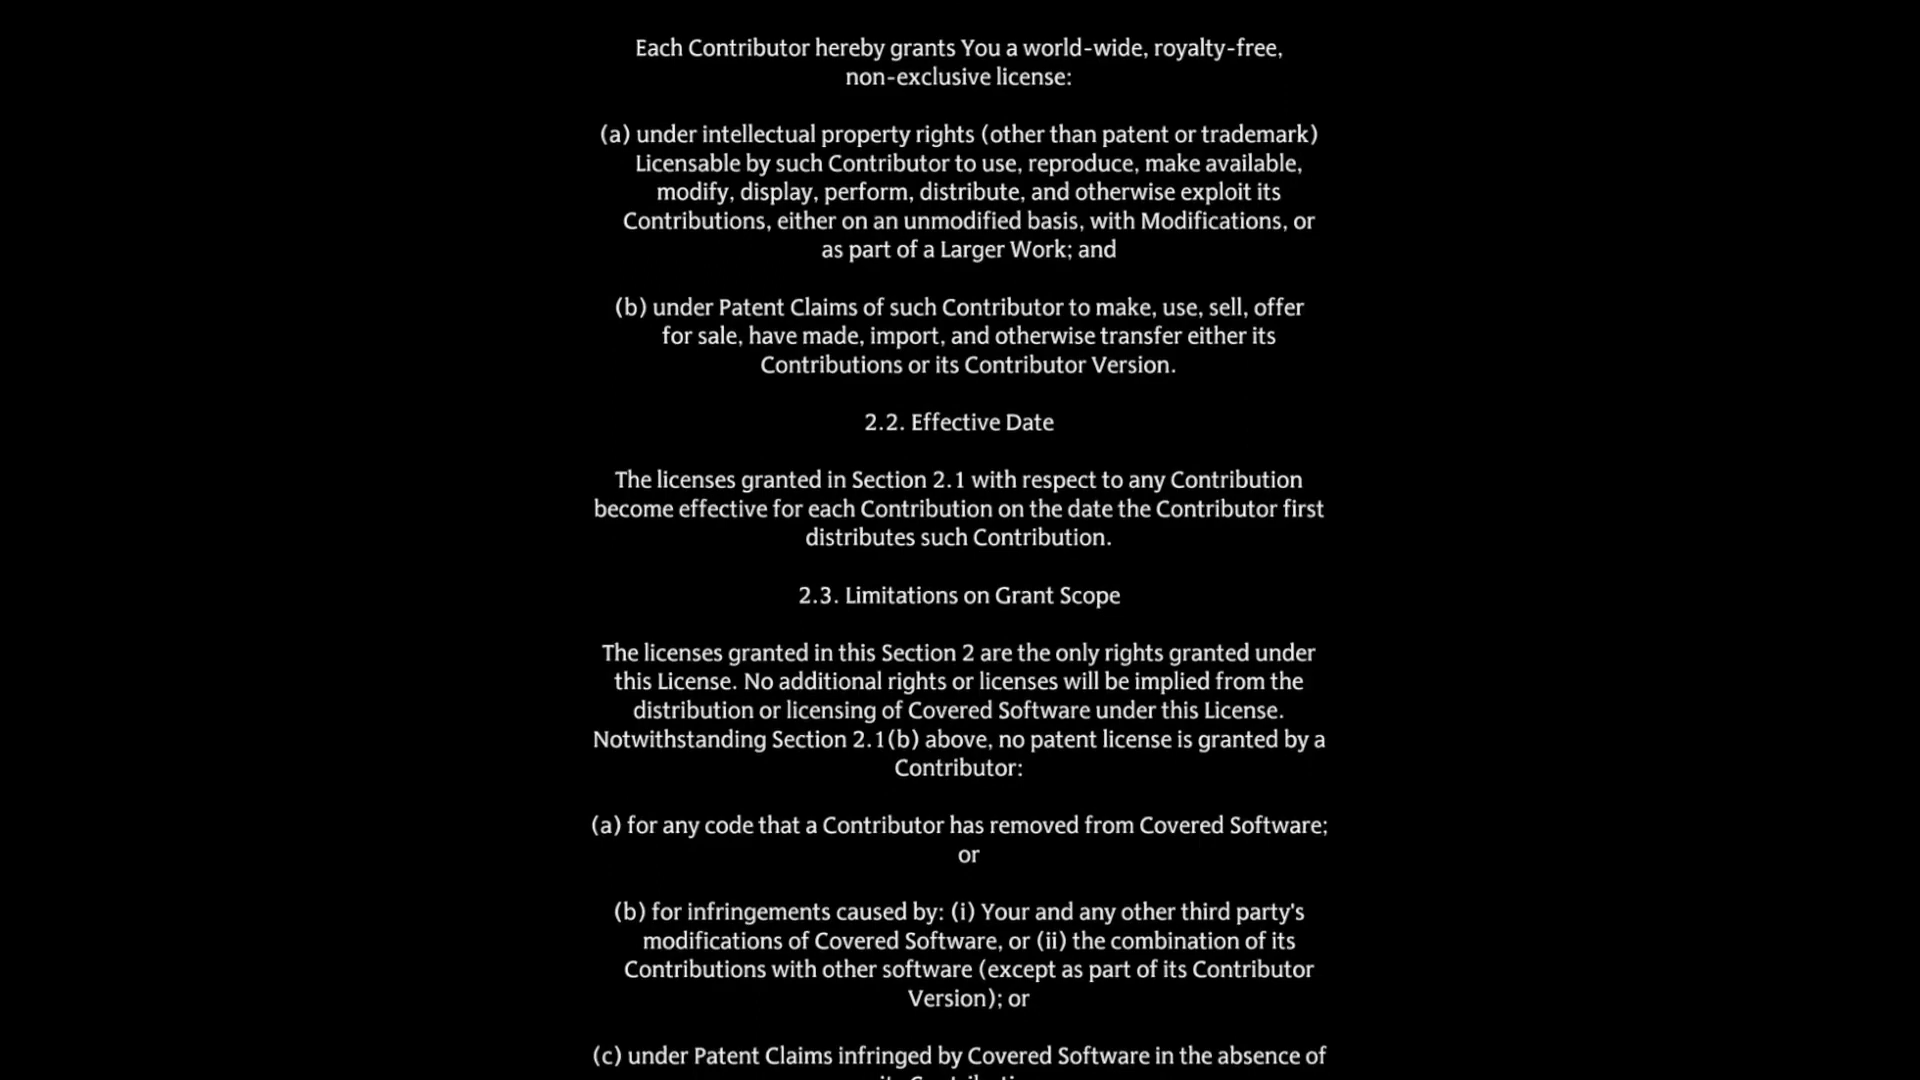 Each Contributor hereby grants You a world-wide, royalty-free,
non-exclusive license:
(a) under intellectual property rights (other than patent or trademark)
Licensable by such Contributor to use, reproduce, make available,
modify, display, perform, distribute, and otherwise exploit its
Contributions, either on an unmodified basis, with Modifications, or
as part of a Larger Work; and
(b) under Patent Claims of such Contributor to make, use, sell, offer
for sale, have made, import, and otherwise transfer either its
Contributions or its Contributor Version.
2.2. Effective Date
The licenses granted in Section 2.1 with respect to any Contribution
become effective for each Contribution on the date the Contributor first
distributes such Contribution.
2.3. Limitations on Grant Scope
The licenses granted in this Section 2 are the only rights granted under
this License. No additional rights or licenses will be implied from the
distribution or licensing of Covered Software under this License.
Notwithstanding Section 2.1(b) above, no patent license is granted by a
Contributor:
(a) for any code that a Contributor has removed from Covered Software;
or
(b) for infringements caused by: (i) Your and any other third party's
modifications of Covered Software, or (ii) the combination of its
Contributions with other software (except as part of its Contributor
Version); or
(c) under Patent Claims infringed by Covered Software in the absence of